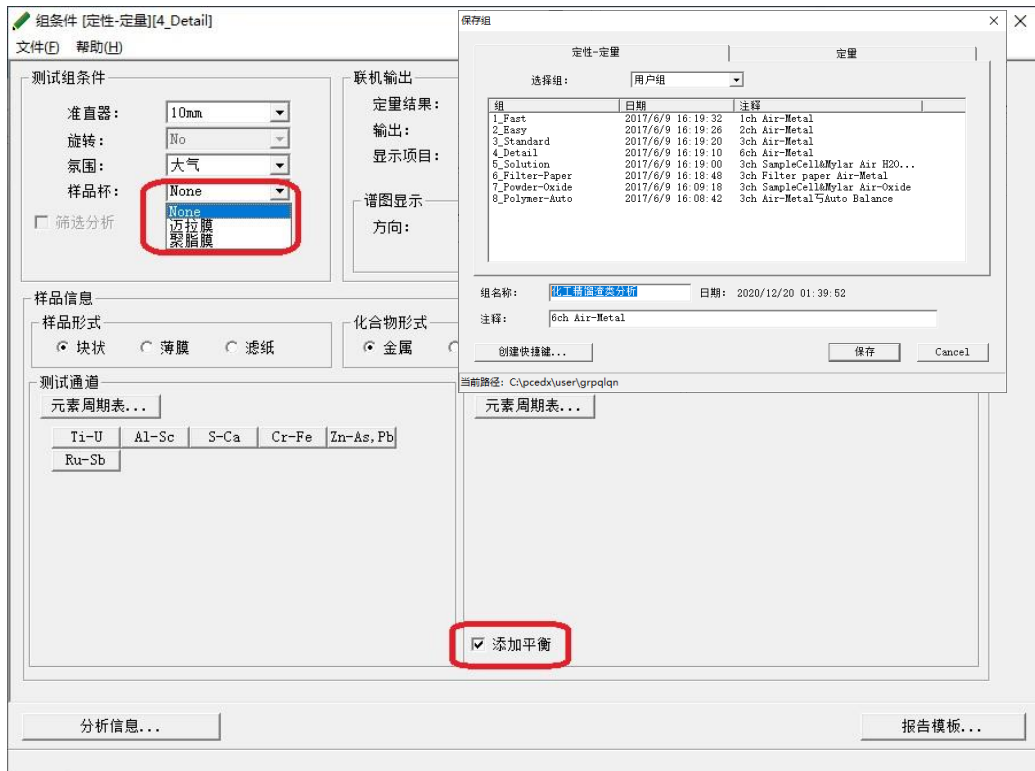 组条件 [定性-定量][4_Detail]
文件(F) 帮助(H)
测试组条件
准直器: 10mm
旋转: No
氛围: 大气
样品杯: None
None
迈拉膜
聚脂膜
筛选分析
联机输出
定量结果:
输出:
显示项目:
谱图显示
方向:
样品信息
样品形式
块状 薄膜 滤纸
化合物形式
金属
测试通道
元素周期表...
Ti-U Al-Sc S-Ca Cr-Fe Zn-As,Pb
Ru-Sb
元素周期表...
添加平衡
分析信息...
报告模板...
保存组
定性-定量 定量
选择组: 用户组
组 日期 注释
1_Fast 2017/6/9 16:19:32 1ch Air-Metal
2_Easy 2017/6/9 16:19:26 2ch Air-Metal
3_Standard 2017/6/9 16:19:20 3ch Air-Metal
4_Detail 2017/6/9 16:19:10 6ch Air-Metal
5_Solution 2017/6/9 16:19:00 3ch SampleCell&Mylar Air H2O...
6_Filter-Paper 2017/6/9 16:18:48 3ch Filter paper Air-Metal
7_Powder-Oxide 2017/6/9 16:09:18 3ch SampleCell&Mylar Air-Oxide
8_Polymer-Auto 2017/6/9 16:08:42 3ch Air-Metal丂Auto Balance
组名称: 化工精馏渣类分析 日期: 2020/12/20 01:39:52
注释: 6ch Air-Metal
创建快捷键... 保存 Cancel
当前路径: C:\pcedx\user\grpqlqn